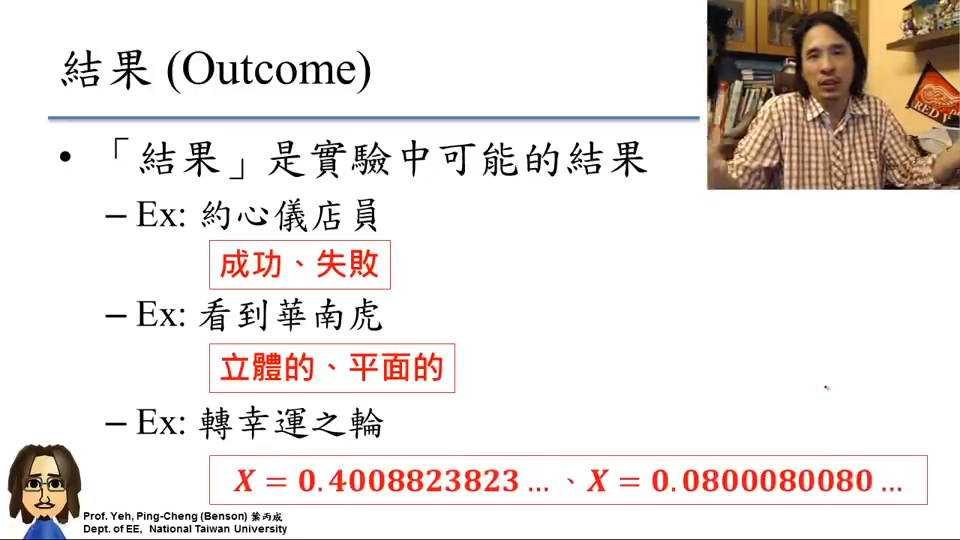 結果 (Outcome)
• 「結果」是實驗中可能的結果
– Ex: 約心儀店員
成功、失敗
– Ex: 看到華南虎
立體的、平面的
– Ex: 轉幸運之輪
X = 0.4008823823 ... 、X = 0.0800080080 ...
Prof. Yeh, Ping-Cheng (Benson) 葉丙成
Dept. of EE, National Taiwan University